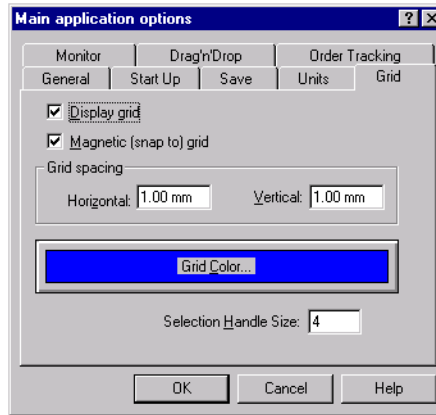 Main application options
Monitor Drag'n'Drop Order Tracking
General Start Up Save Units Grid
Display grid
Magnetic (snap to) grid
Grid spacing
Horizontal: 1.00 mm Vertical: 1.00 mm
Grid Color...
Selection Handle Size: 4
OK Cancel Help